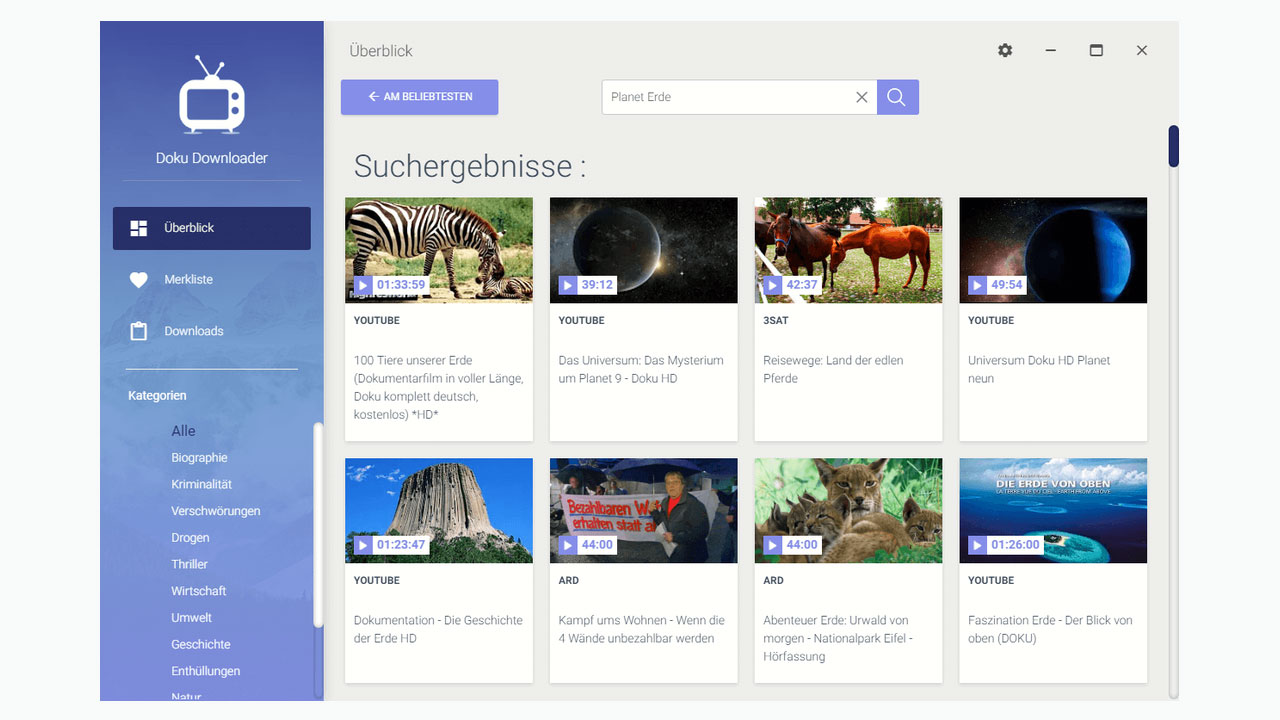 Überblick
AM BELIEBTESTEN
Planet Erde
Doku Downloader
Überblick
Merkliste
Downloads
Kategorien
Alle
Biographie
Kriminalität
Verschwörungen
Drogen
Thriller
Wirtschaft
Umwelt
Geschichte
Enthüllungen
Natur
Suchergebnisse :
01:33:59
YOUTUBE
100 Tiere unserer Erde
(Dokumentarfilm in voller Länge,
Doku komplett deutsch,
kostenlos) *HD*
39:12
YOUTUBE
Das Universum: Das Mysterium
um Planet 9 - Doku HD
42:37
3SAT
Reisewege: Land der edlen
Pferde
49:54
YOUTUBE
Universum Doku HD Planet
neun
01:23:47
YOUTUBE
Dokumentation - Die Geschichte
der Erde HD
Bezahlbaren
erhalten statt
44:00
ARD
Kampf ums Wohnen - Wenn die
4 Wände unbezahlbar werden
44:00
ARD
Abenteuer Erde: Urwald von
morgen - Nationalpark Eifel -
Hörfassung
DIE ERDE VON OBEN
LA TERRE VUE DU CIEL - EARTH FROM ABOVE
01:26:00
YOUTUBE
Faszination Erde - Der Blick von
oben (DOKU)